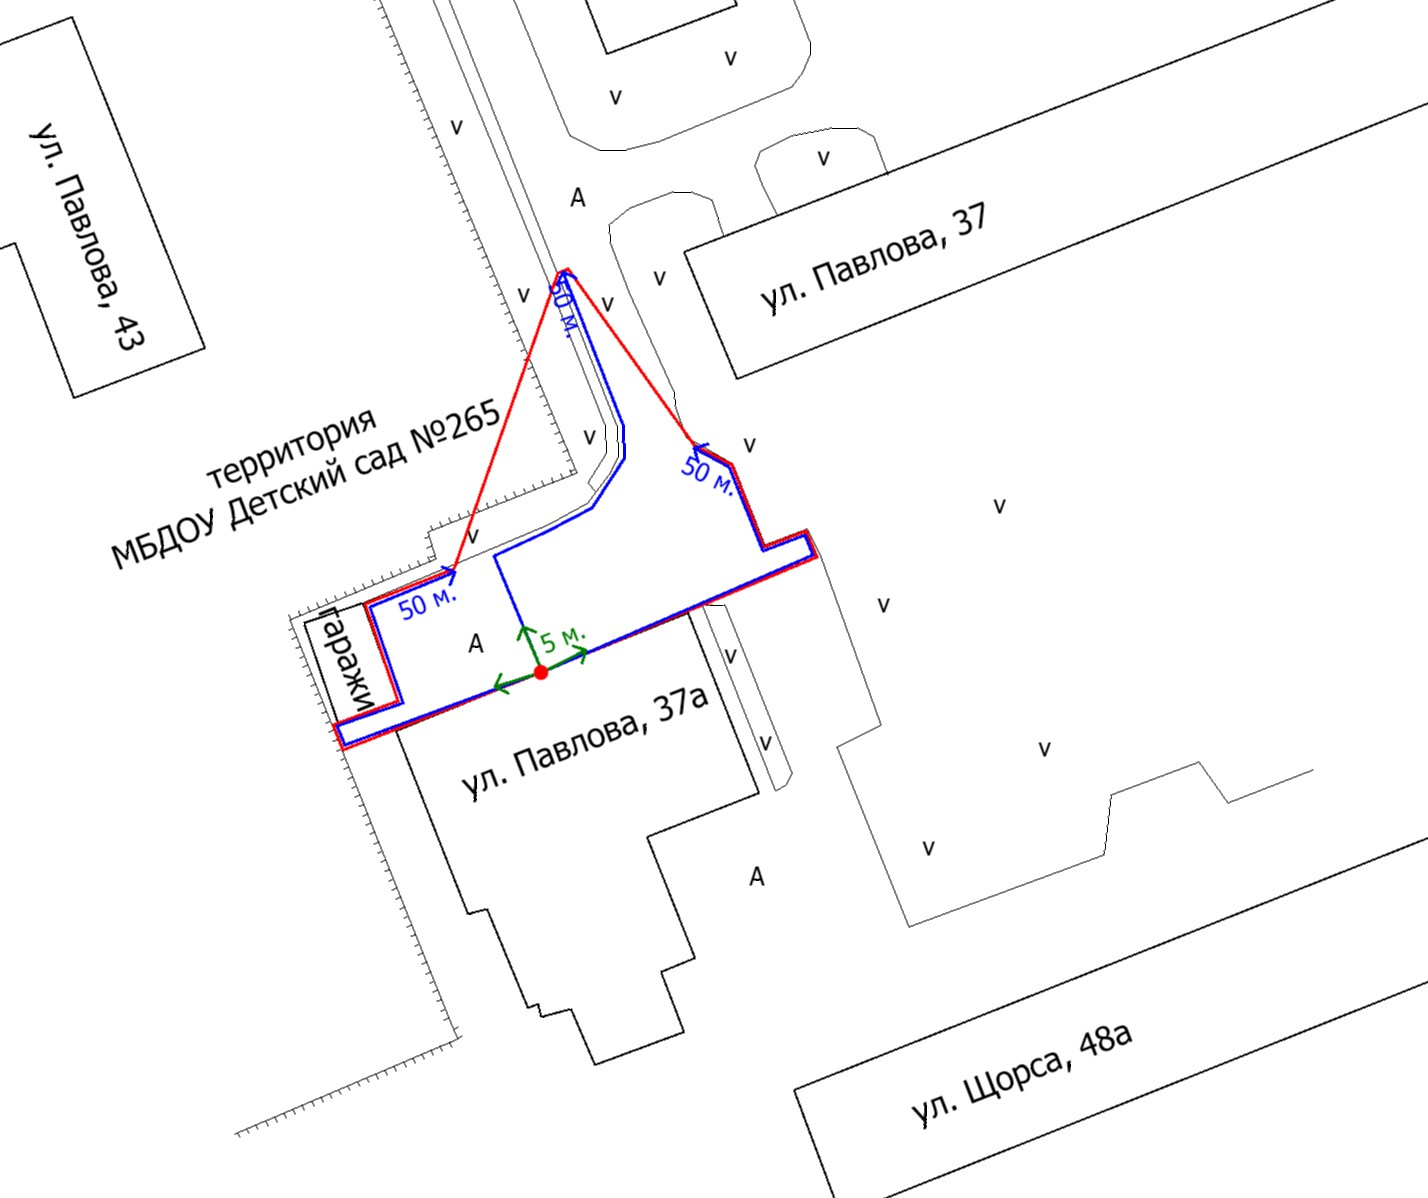 v
v
v
v
A
ул. Павлова, 43
ул. Павлова, 37
v
v
v
50 м.
территория
МБДОУ Детский сад №265
v
v
50 м.
v
v
50 м.
v
гаражи
A
5 м.
v
ул. Павлова, 37а
v
v
v
A
ул. Щорса, 48а